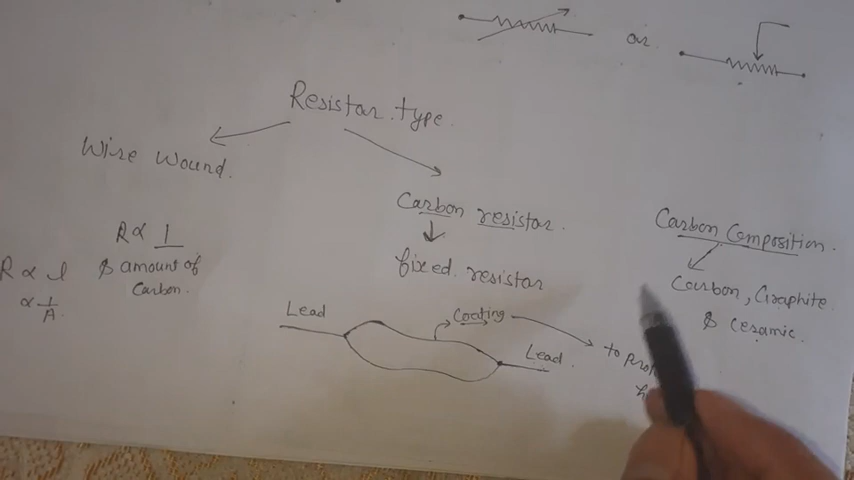 or
Resistor type.
Wire Wound.
Carbon resistor.
fixed resistor
Carbon Composition.
Carbon, Graphite
& Ceramic.
R ∝ 1
& amount of
Carbon.
R ∝ l
∝ 1/A.
Lead
Coating
Lead.
to